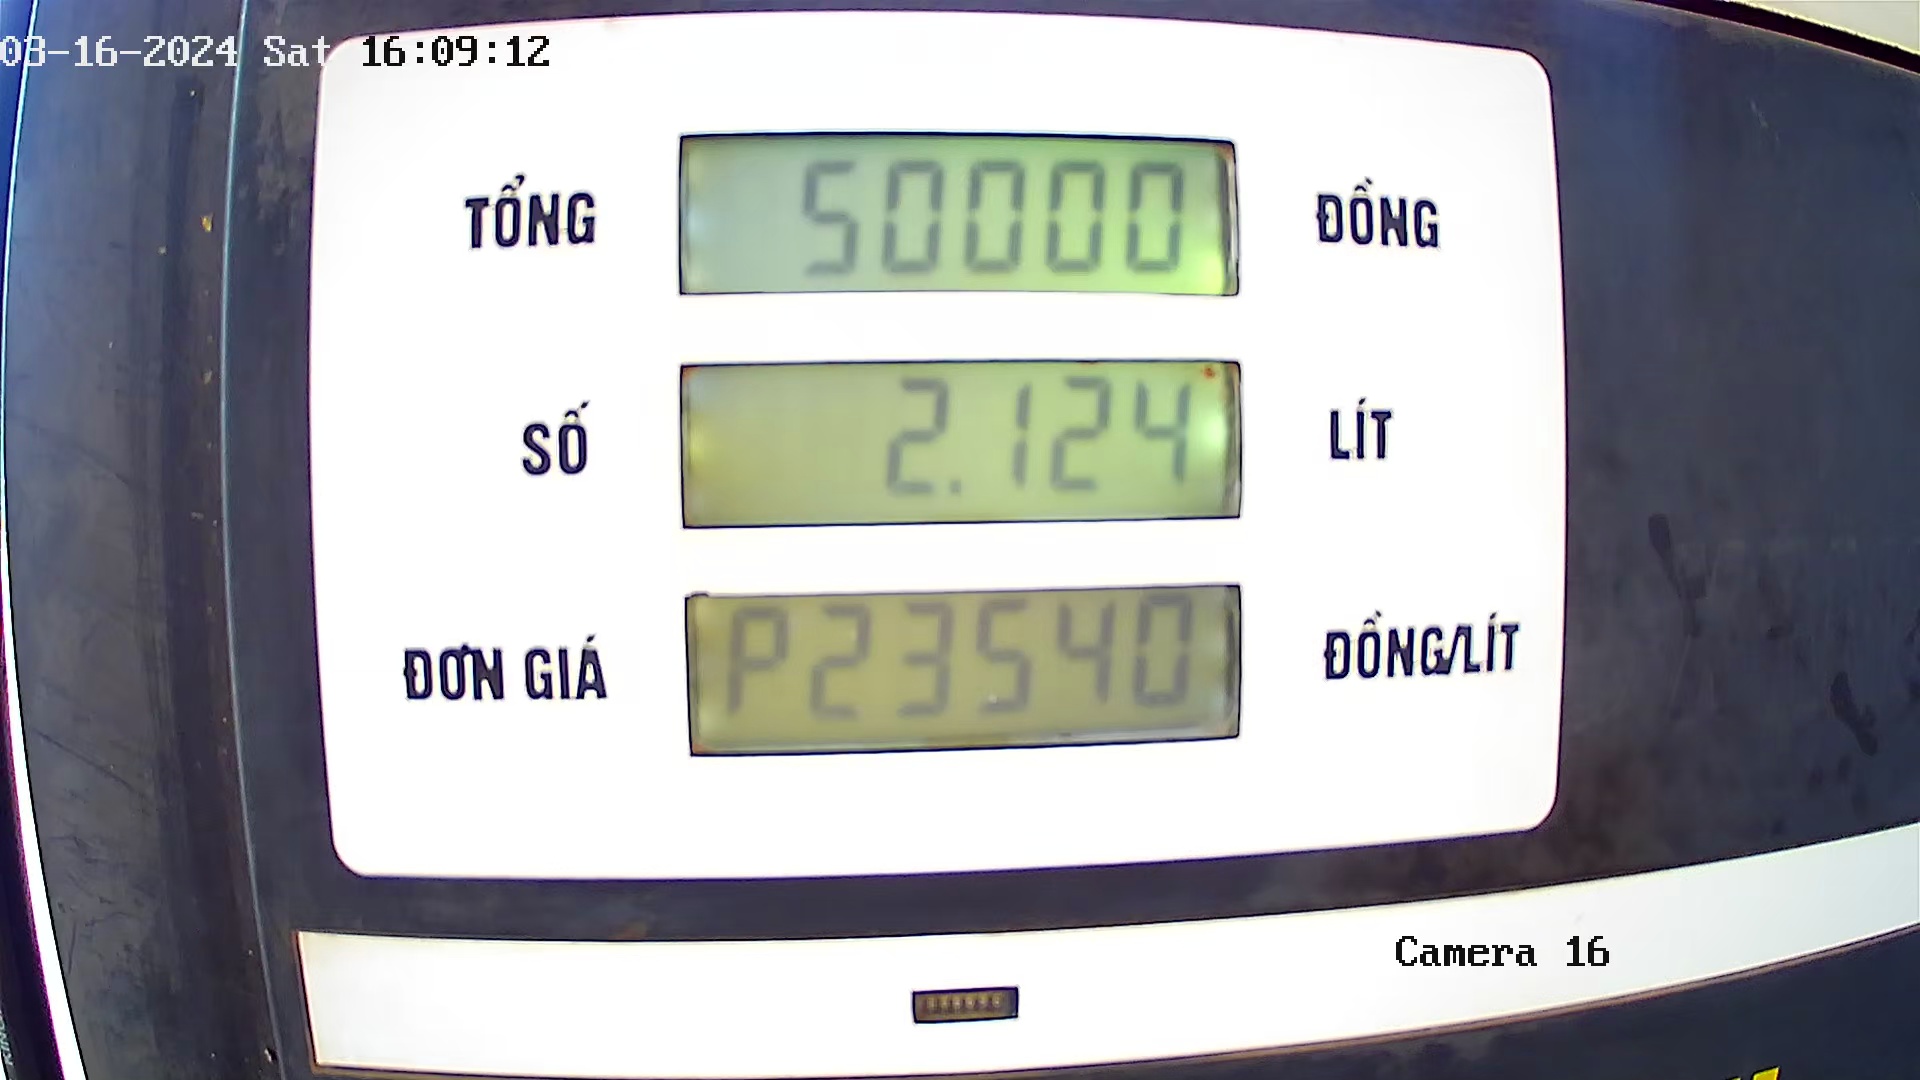 03-16-2024 Sat 16:09:12
TỔNG 50000 ĐỒNG
SỐ 2.124 LÍT
ĐƠN GIÁ P23540 ĐỒNG/LÍT
Camera 16